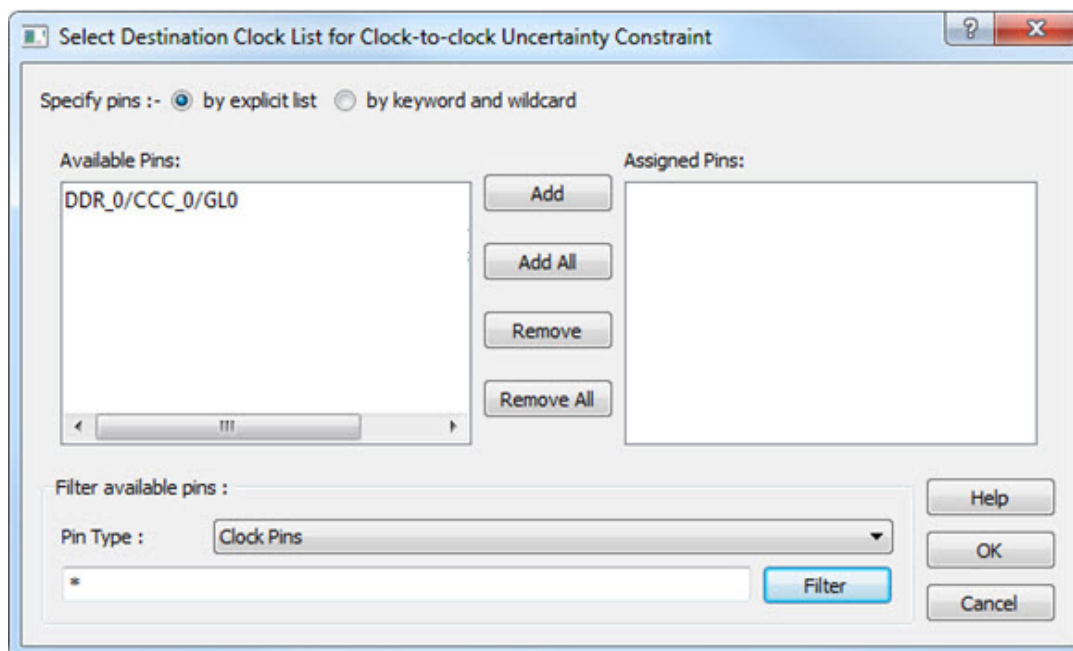 Select Destination Clock List for Clock-to-clock Uncertainty Constraint
Specify pins :- by explicit list by keyword and wildcard
Available Pins:
Assigned Pins:
DDR_0/CCC_0/GL0
Add
Add All
Remove
Remove All
Filter available pins :
Pin Type : Clock Pins
*
Filter
Help
OK
Cancel